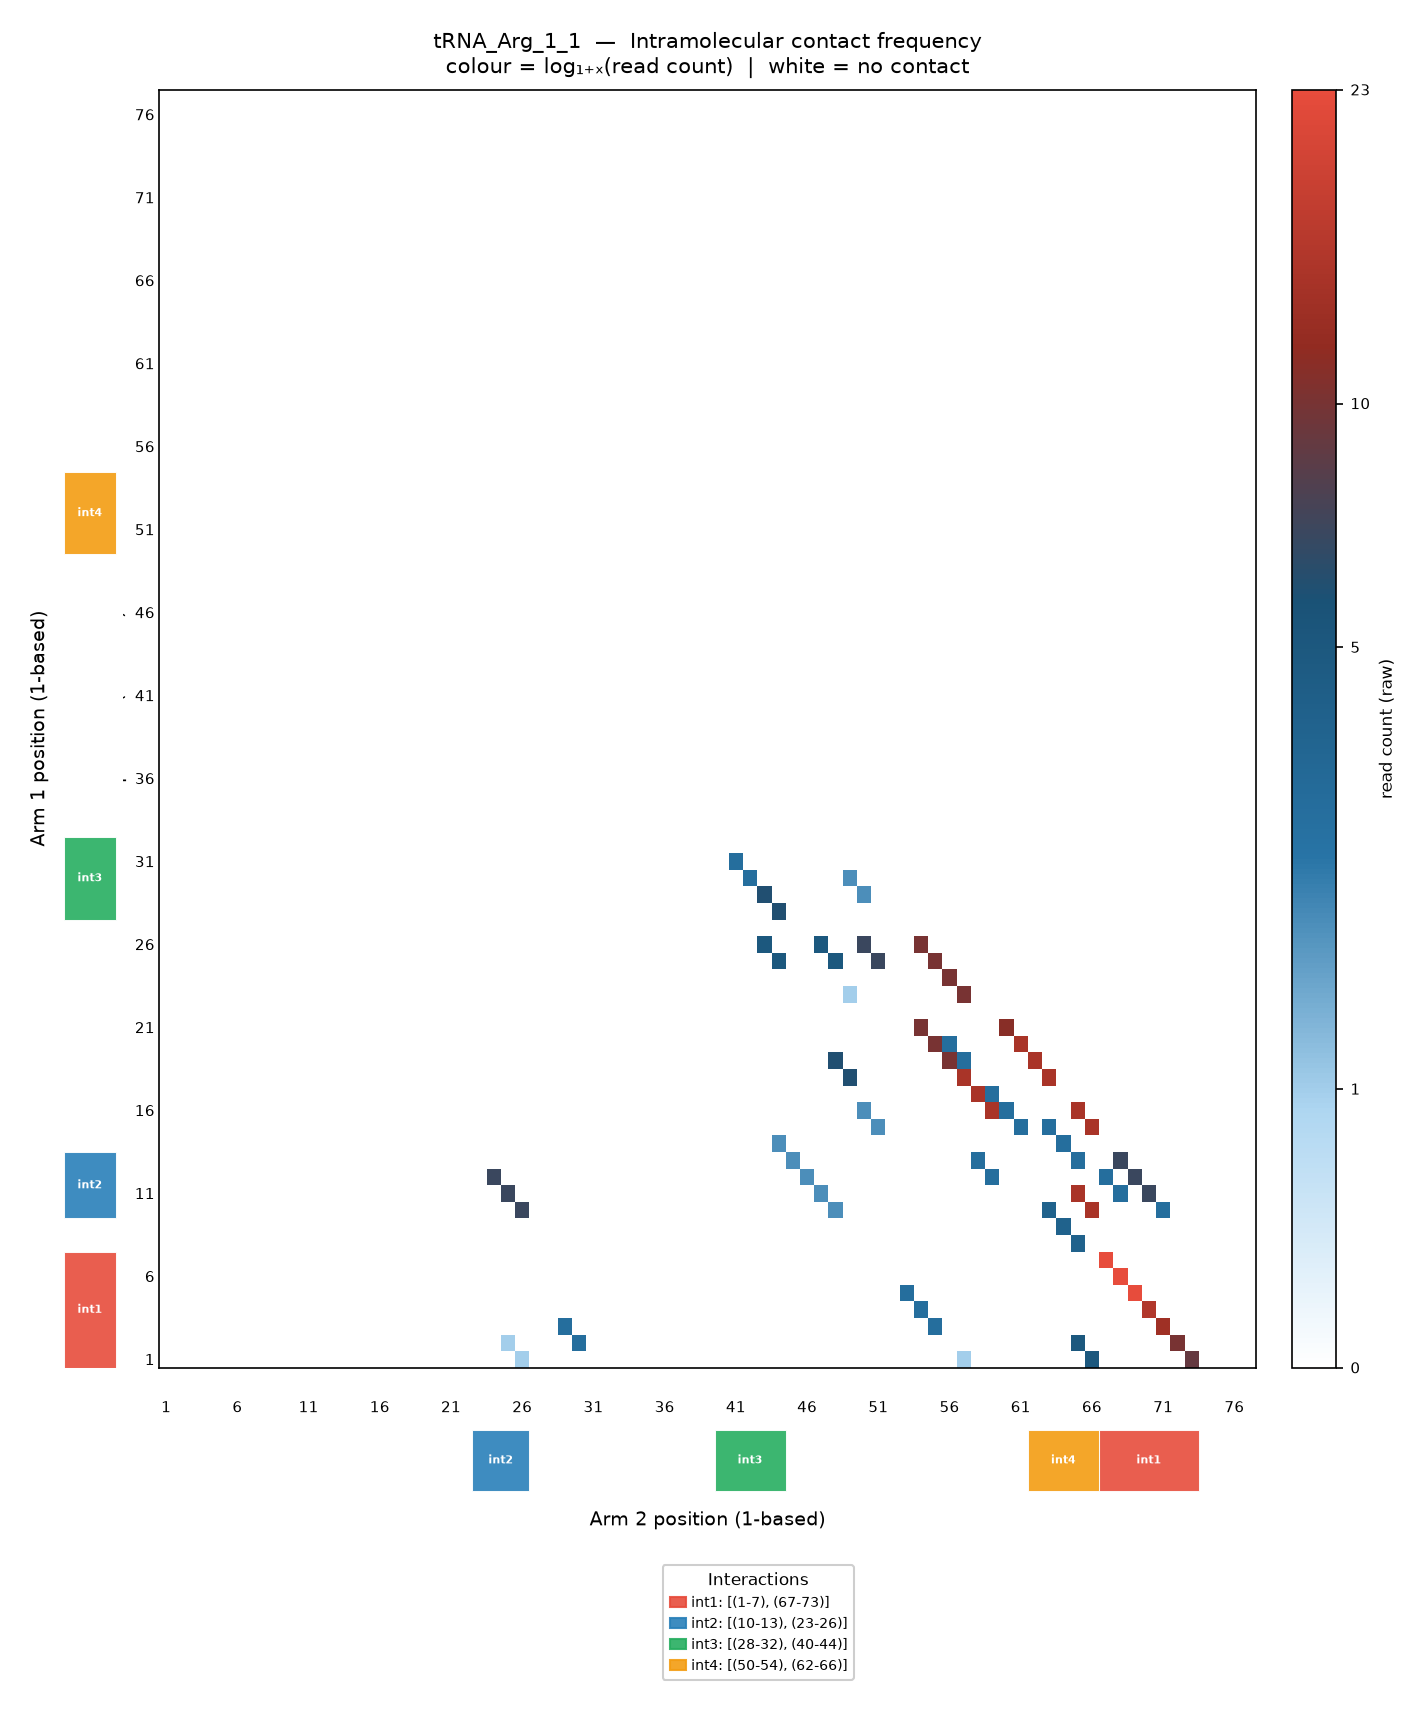 tRNA_Arg_1_1 — Intramolecular contact frequency
colour = log₁₊ₓ(read count) | white = no contact
76
71
66
61
56
51
46
41
36
31
26
21
16
11
6
1
int4
int3
int2
int1
Arm 1 position (1-based)
23
10
5
1
0
read count (raw)
1 6 11 16 21 26 31 36 41 46 51 56 61 66 71 76
int2 int3 int4 int1
Arm 2 position (1-based)
Interactions
int1: [(1-7), (67-73)]
int2: [(10-13), (23-26)]
int3: [(28-32), (40-44)]
int4: [(50-54), (62-66)]